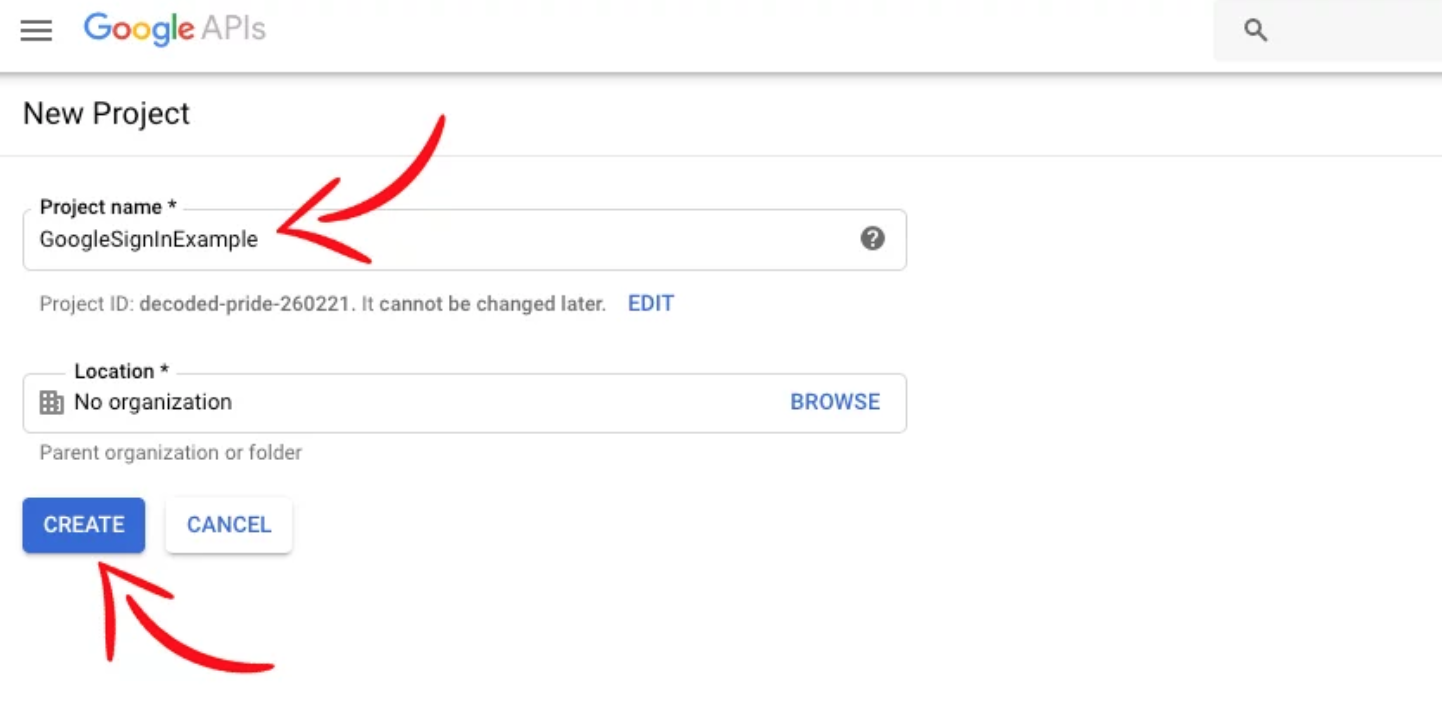 Google APIs
New Project
Project name *
GoogleSignInExample
Project ID: decoded-pride-260221. It cannot be changed later. EDIT
Location *
No organization BROWSE
Parent organization or folder
CREATE CANCEL